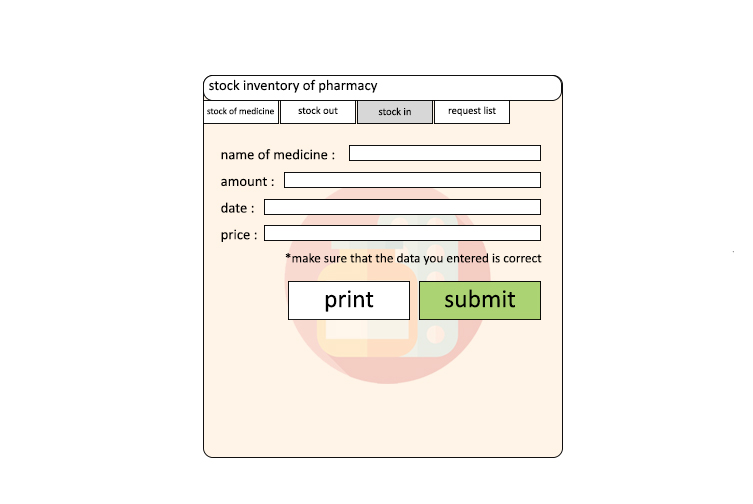 stock inventory of pharmacy
stock of medicine stock out stock in request list
name of medicine :
amount :
date :
price :
*make sure that the data you entered is correct
print submit